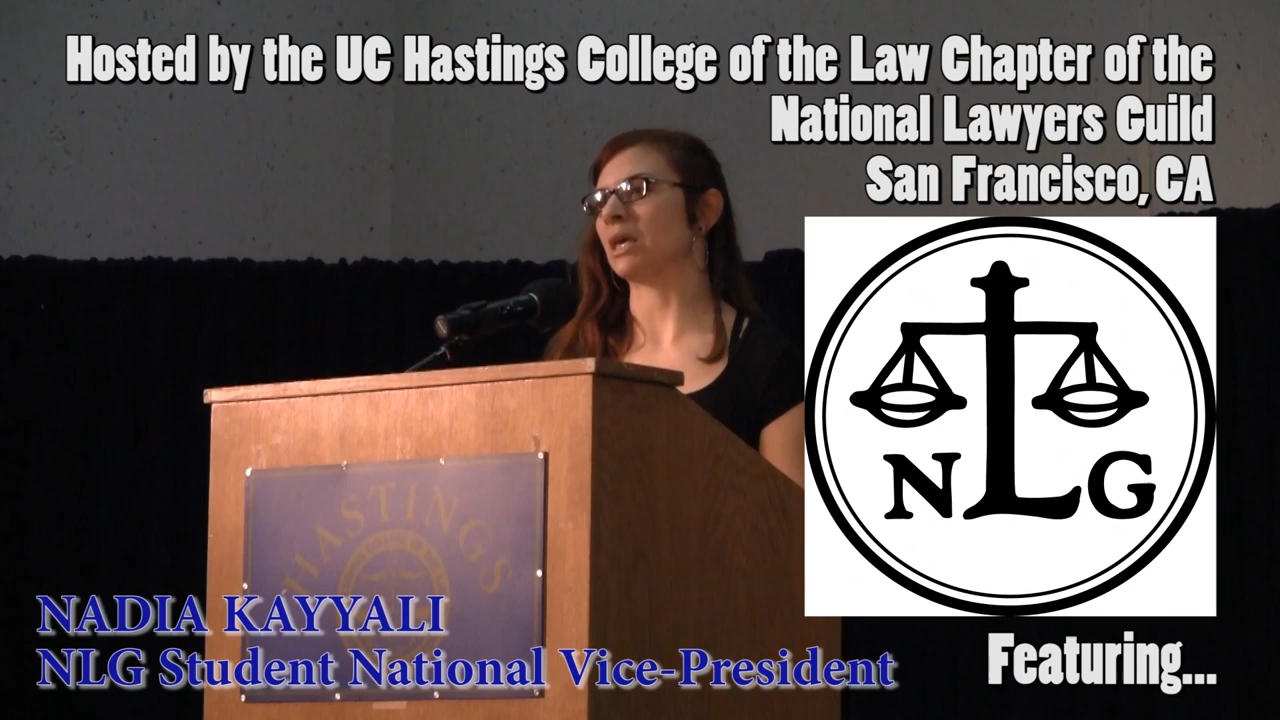 Hosted by the UC Hastings College of the Law Chapter of the
National Lawyers Guild
San Francisco, CA
NLG
HASTINGS
NADIA KAYYALI
NLG Student National Vice-President
Featuring...